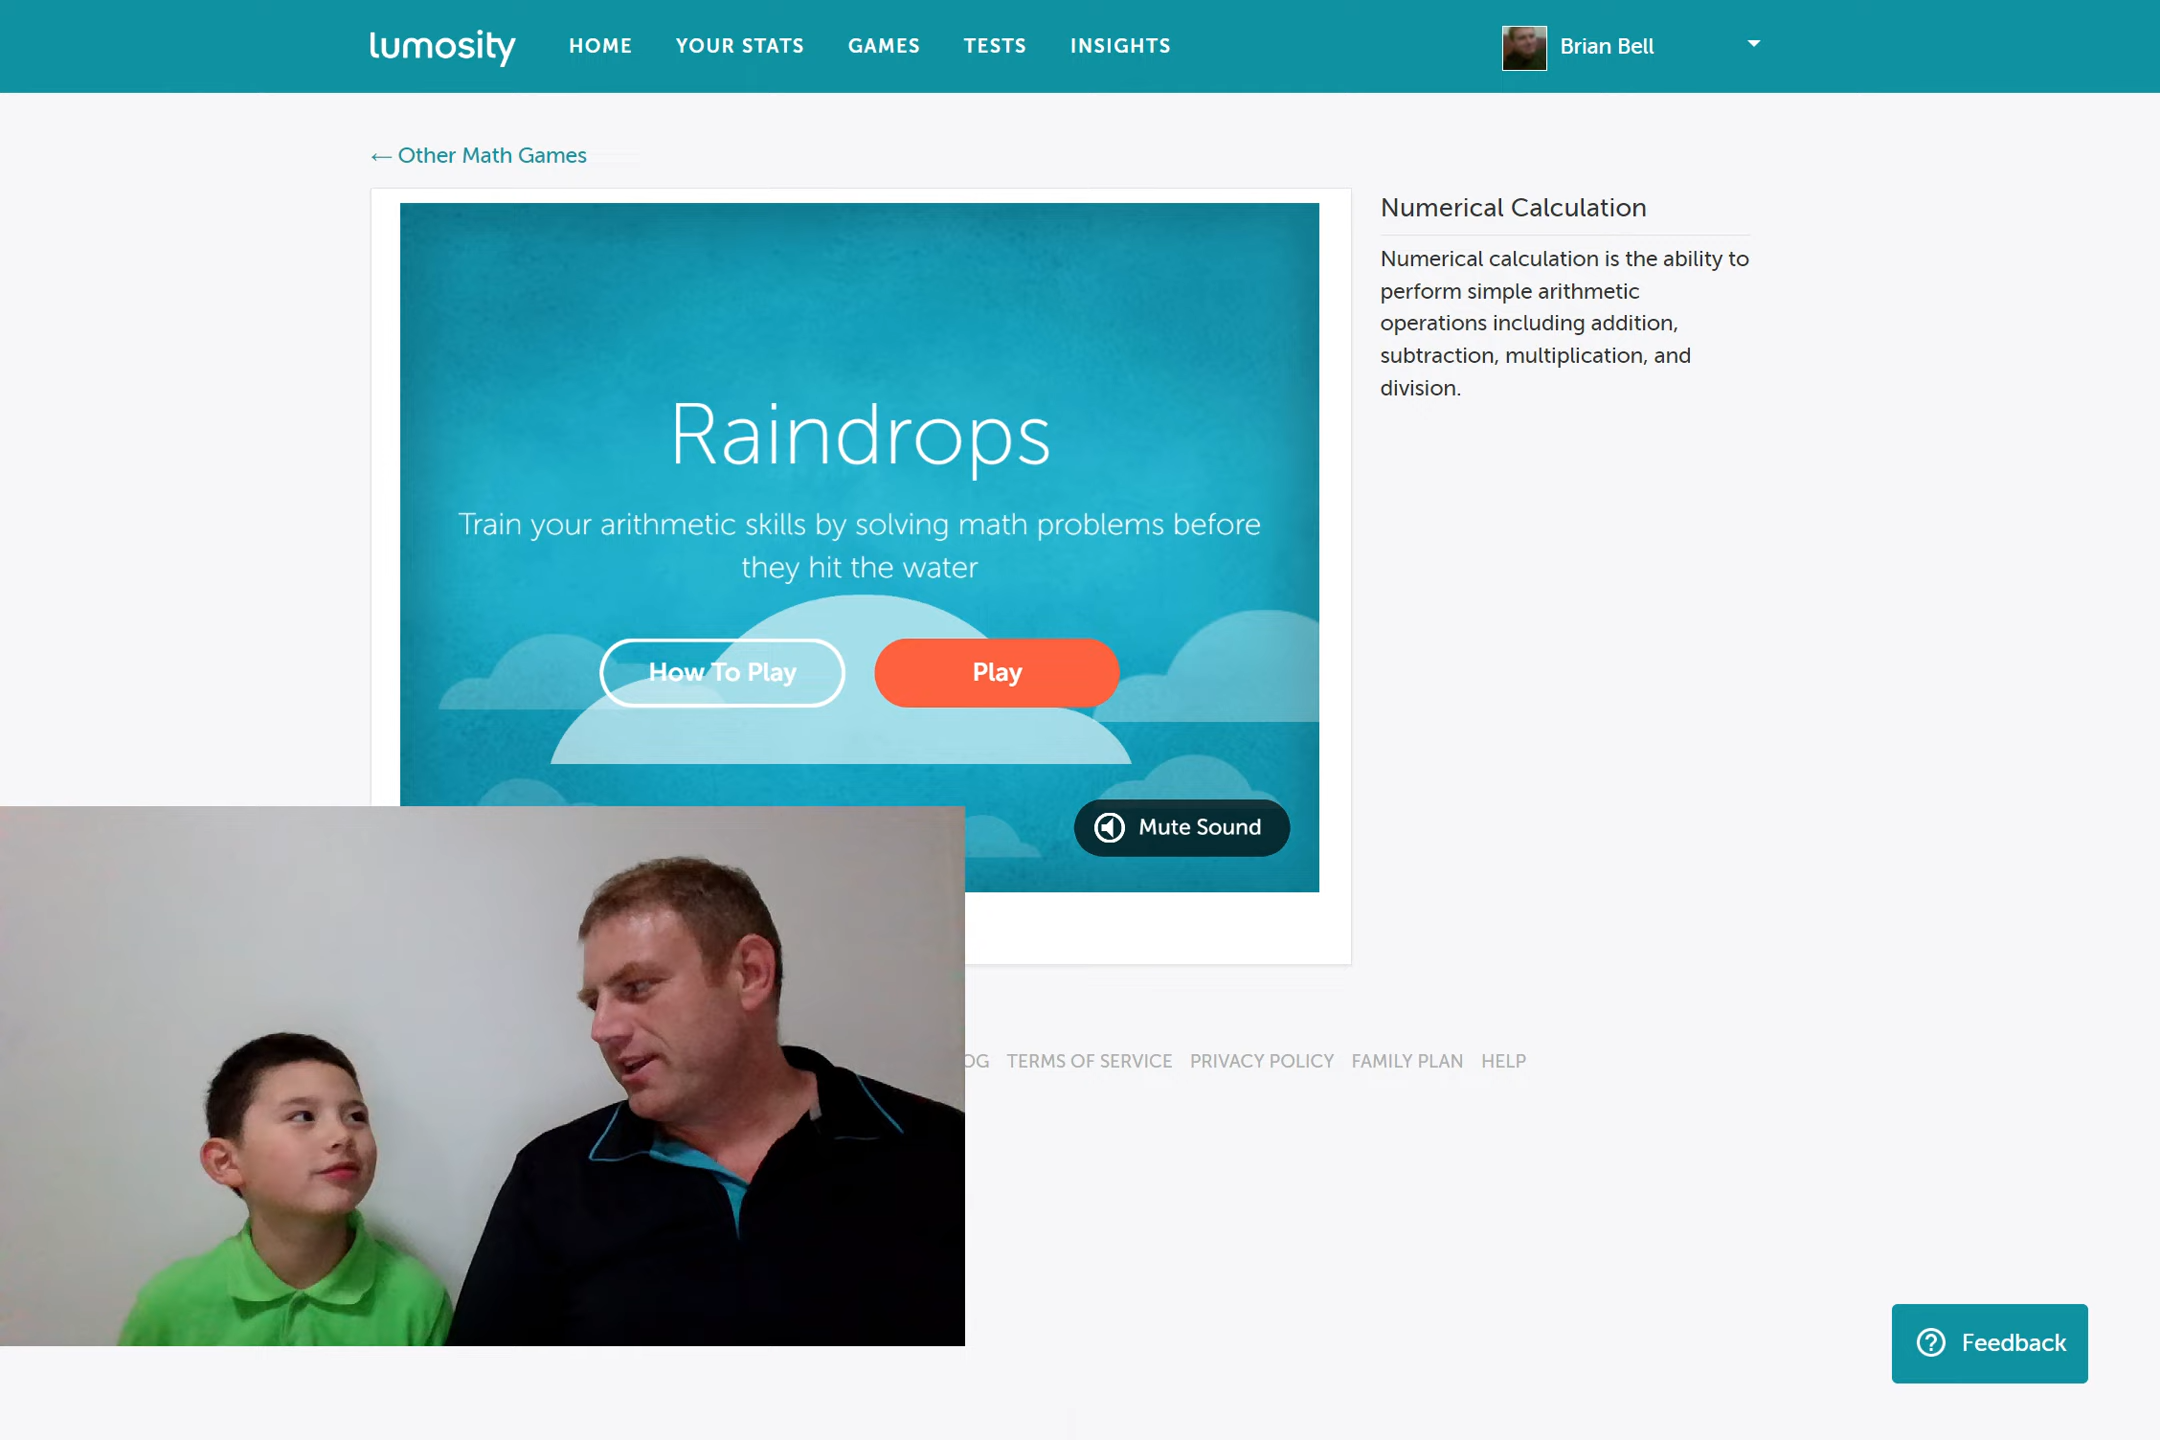 lumosity HOME YOUR STATS GAMES TESTS INSIGHTS Brian Bell
← Other Math Games
Raindrops
Train your arithmetic skills by solving math problems before
they hit the water
How To Play Play
Mute Sound
Numerical Calculation
Numerical calculation is the ability to
perform simple arithmetic
operations including addition,
subtraction, multiplication, and
division.
TERMS OF SERVICE PRIVACY POLICY FAMILY PLAN HELP
Feedback